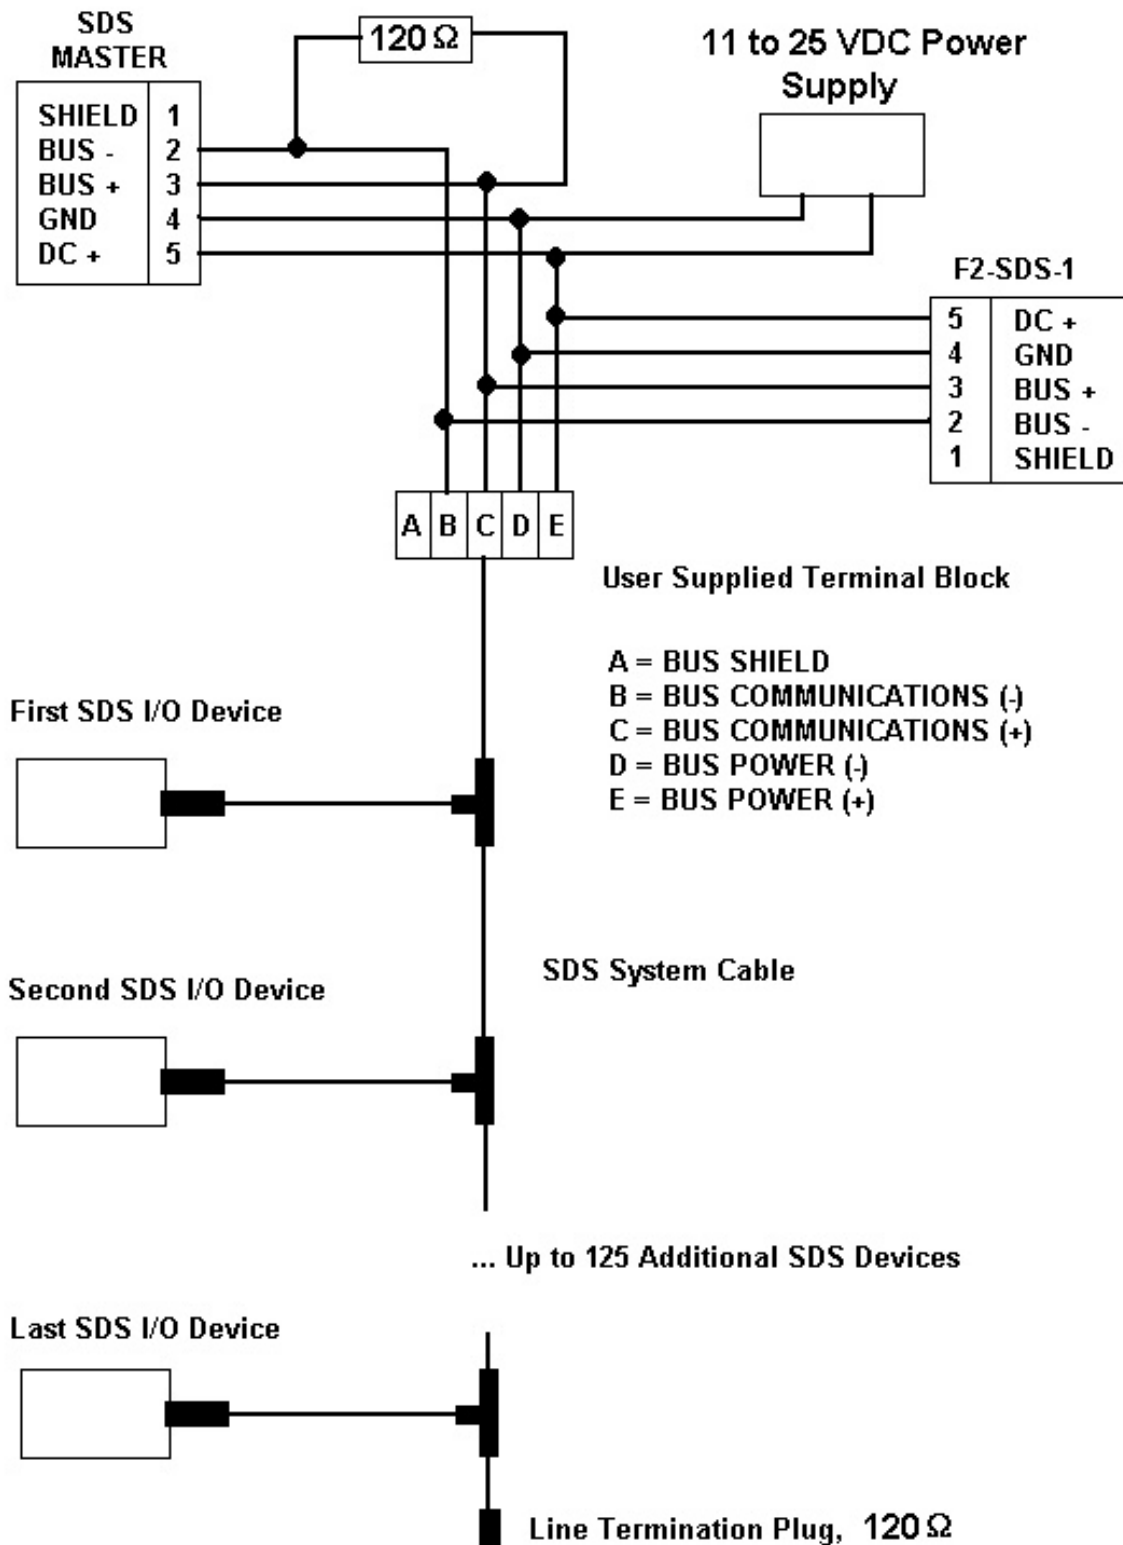 SDS
MASTER
120 Ω
11 to 25 VDC Power
Supply
SHIELD 1
BUS - 2
BUS + 3
GND 4
DC + 5
F2-SDS-1
5 DC +
4 GND
3 BUS +
2 BUS -
1 SHIELD
A B C D E
User Supplied Terminal Block
A = BUS SHIELD
B = BUS COMMUNICATIONS (-)
C = BUS COMMUNICATIONS (+)
D = BUS POWER (-)
E = BUS POWER (+)
First SDS I/O Device
SDS System Cable
Second SDS I/O Device
... Up to 125 Additional SDS Devices
Last SDS I/O Device
Line Termination Plug, 120 Ω